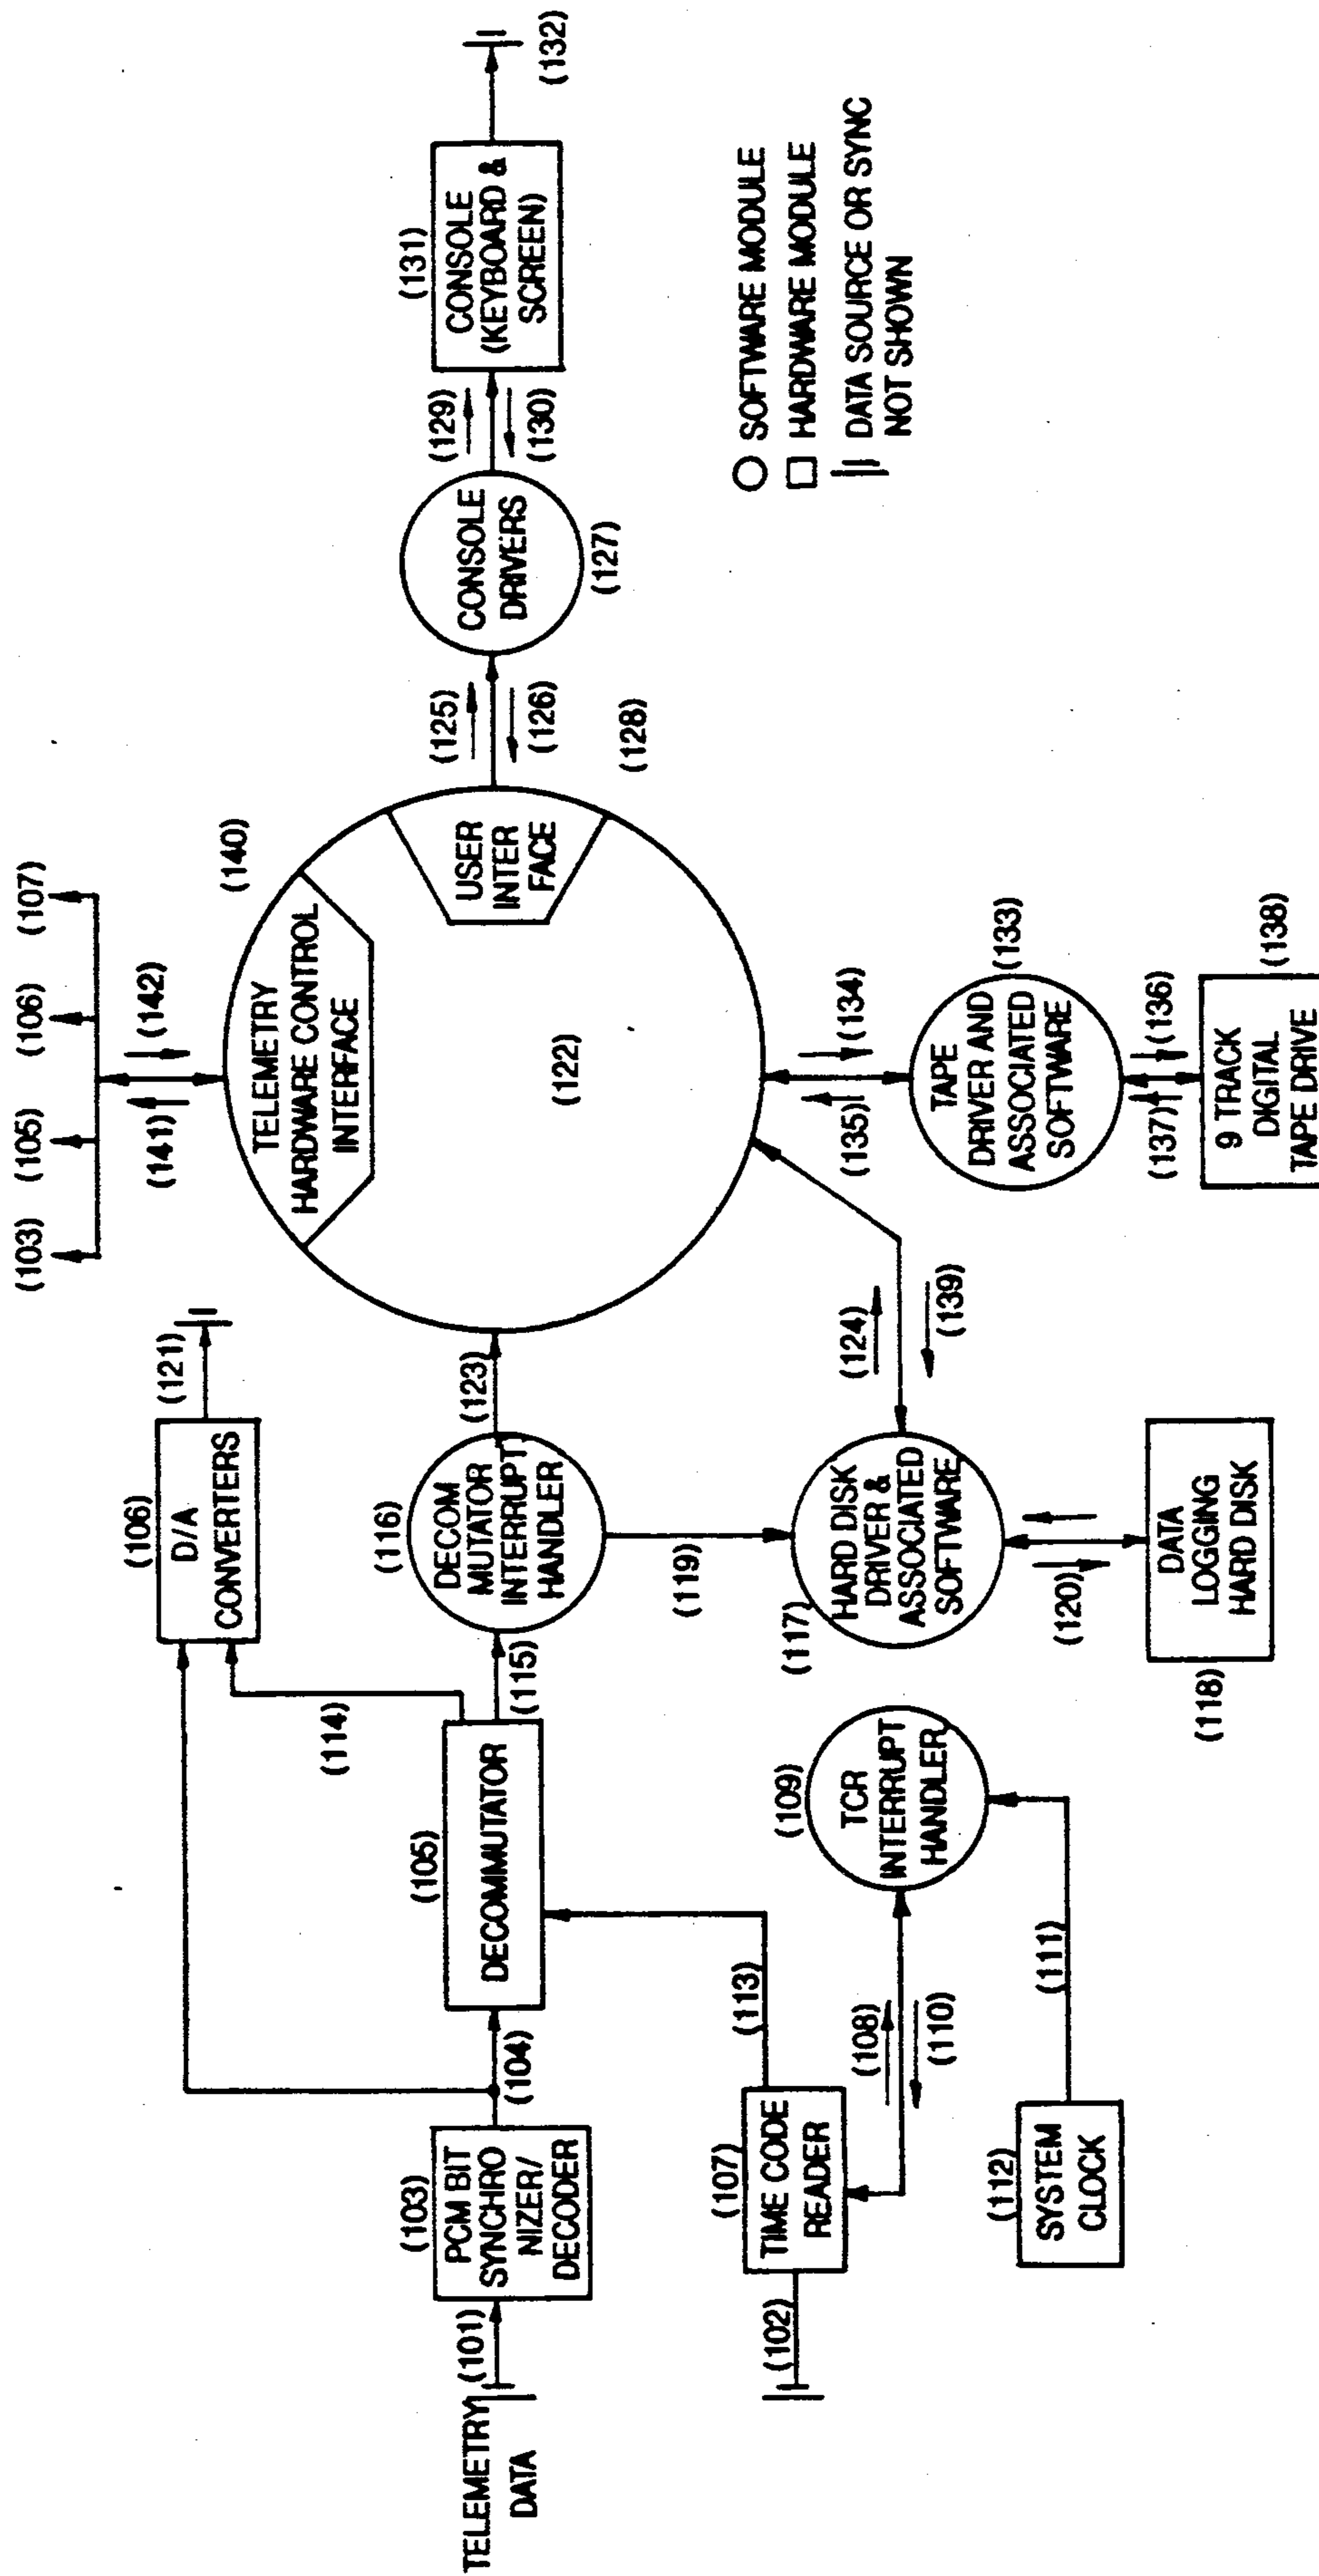 TELEMETRY
DATA
(101)
(103)
PCM BIT
SYNCHRO
NIZER/
DECODER
(104)
(102)
(107)
TIME CODE
READER
(113)
(108)
(110)
(112)
SYSTEM
CLOCK
(111)
(109)
TCR
INTERRUPT
HANDLER
(105)
DECOMMUTATOR
(114)
(115)
(106)
D/A
CONVERTERS
(121)
(116)
DECOM
MUTATOR
INTERRUPT
HANDLER
(123)
(119)
(117)
HARD DISK
DRIVER &
ASSOCIATED
SOFTWARE
(124)
(139)
(120)
(118)
DATA
LOGGING
HARD DISK
(103)
(105)
(106)
(107)
(141)
(142)
(140)
TELEMETRY
HARDWARE CONTROL
INTERFACE
(122)
USER
INTER
FACE
(128)
(125)
(126)
(135)
(134)
TAPE
DRIVER AND
ASSOCIATED
SOFTWARE
(133)
(137)
(136)
9 TRACK
DIGITAL
TAPE DRIVE
(138)
CONSOLE
DRIVERS
(127)
(129)
(130)
(131)
CONSOLE
(KEYBOARD &
SCREEN)
(132)
SOFTWARE MODULE
HARDWARE MODULE
DATA SOURCE OR SYNC
NOT SHOWN